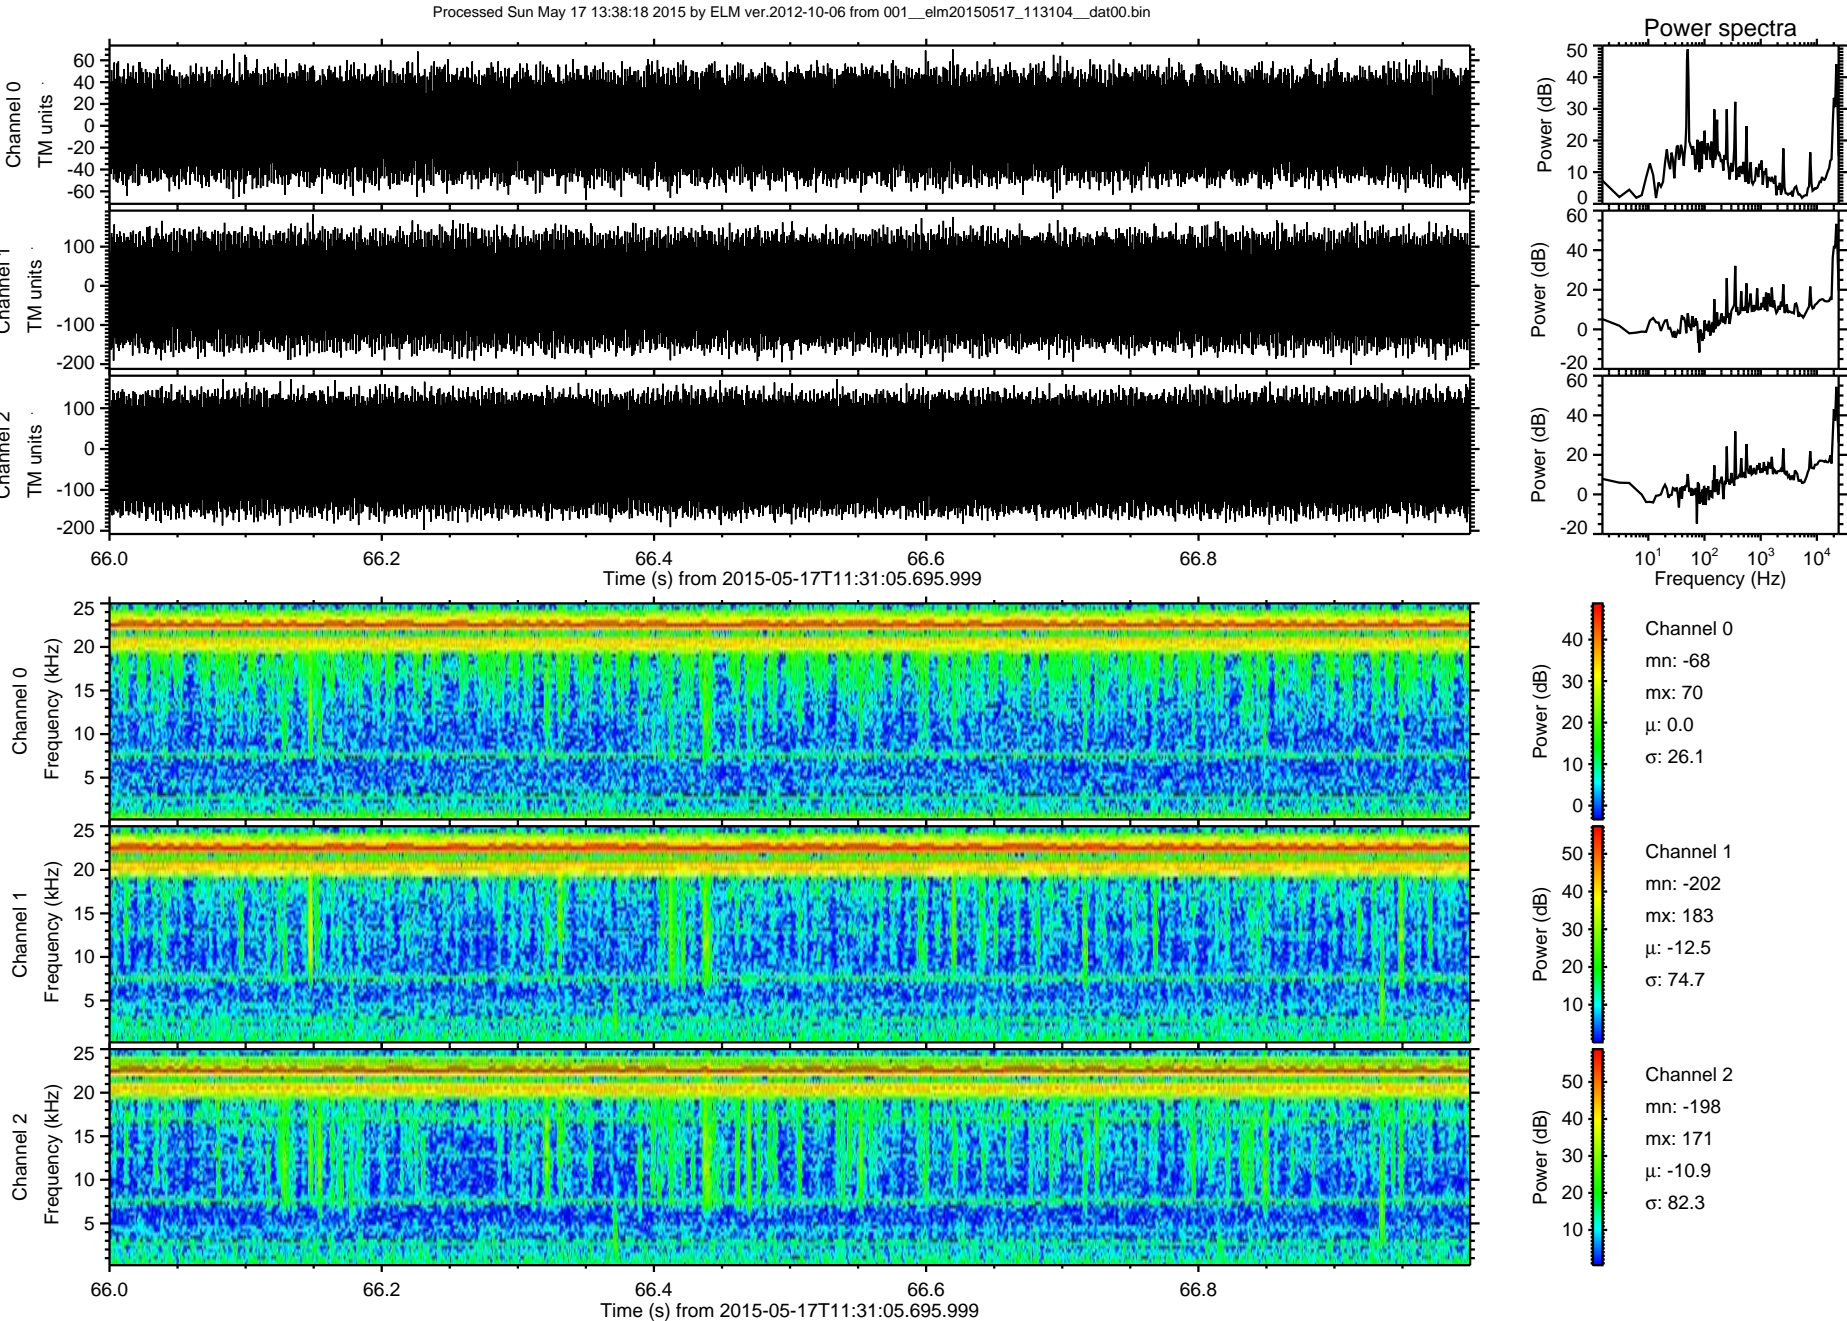 Processed Sun May 17 13:38:18 2015 by ELM ver.2012-10-06 from 001__elm20150517_113104__dat00.bin
Power spectra
Channel 0
TM units
60
40
20
0
-20
-40
-60
Power (dB)
50
40
30
20
10
0
Channel 1
TM units
100
0
-100
-200
Power (dB)
60
40
20
0
-20
Channel 2
TM units
100
0
-100
-200
Power (dB)
60
40
20
0
-20
66.0 66.2 66.4 66.6 66.8
Time (s) from 2015-05-17T11:31:05.695.999
10¹ 10² 10³ 10⁴
Frequency (Hz)
Channel 0
Frequency (kHz)
25
20
15
10
5
Power (dB)
40
30
20
10
0
Channel 0
mn: -68
mx: 70
μ: 0.0
σ: 26.1
Channel 1
Frequency (kHz)
25
20
15
10
5
Power (dB)
50
40
30
20
10
Channel 1
mn: -202
mx: 183
μ: -12.5
σ: 74.7
Channel 2
Frequency (kHz)
25
20
15
10
5
Power (dB)
50
40
30
20
10
Channel 2
mn: -198
mx: 171
μ: -10.9
σ: 82.3
66.0 66.2 66.4 66.6 66.8
Time (s) from 2015-05-17T11:31:05.695.999